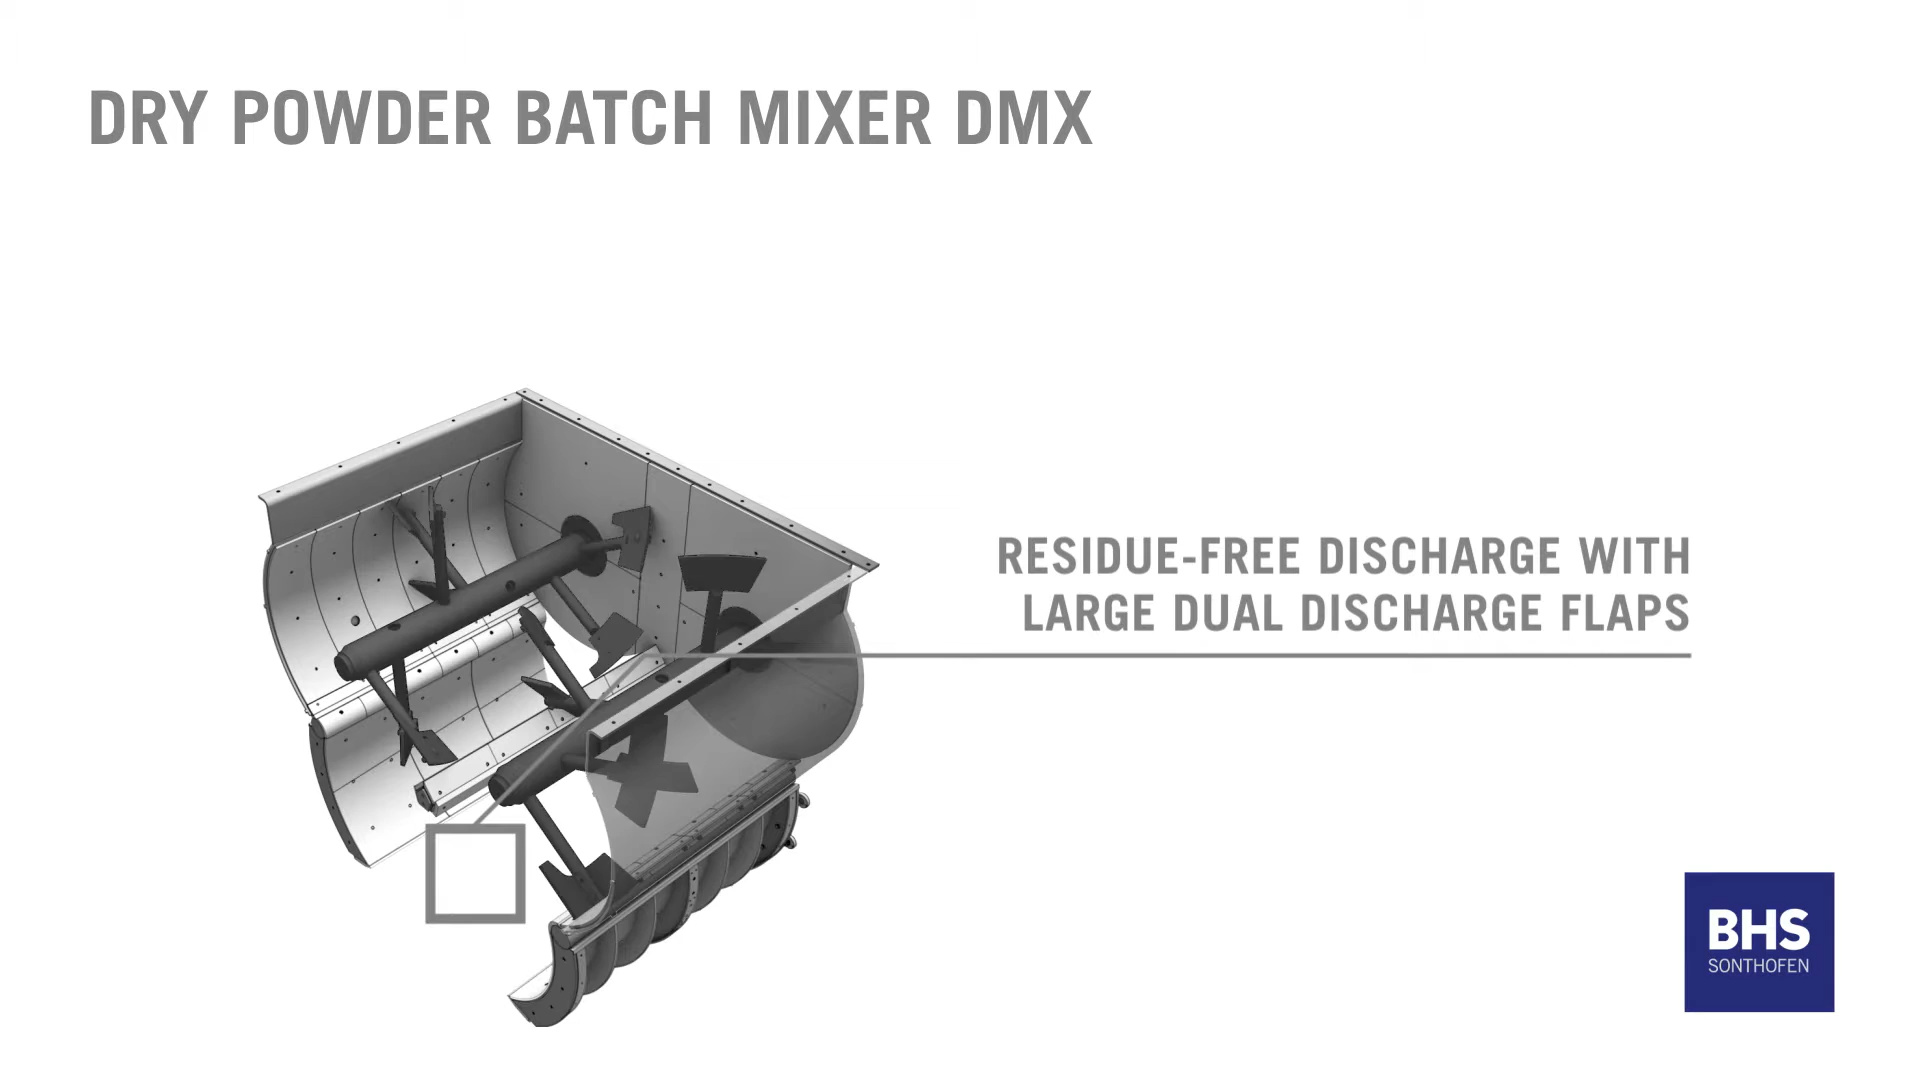 DRY POWDER BATCH MIXER DMX
RESIDUE-FREE DISCHARGE WITH
LARGE DUAL DISCHARGE FLAPS
BHS
SONTHOFEN